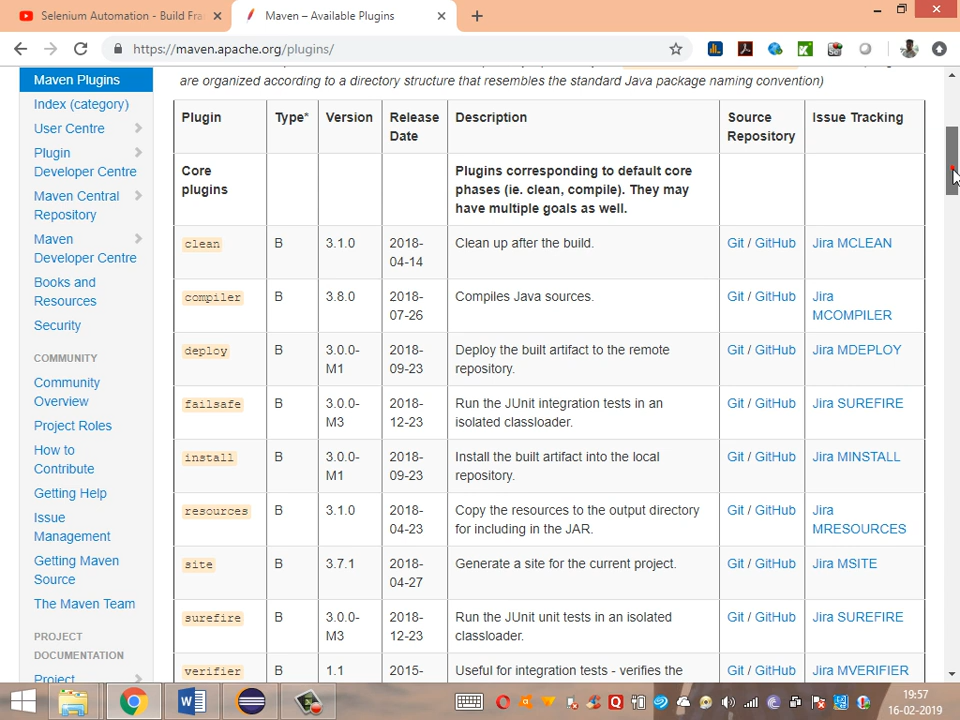 Selenium Automation - Build Fra
Maven – Available Plugins
https://maven.apache.org/plugins/
Maven Plugins
Index (category)
User Centre
Plugin
Developer Centre
Maven Central
Repository
Maven
Developer Centre
Books and
Resources
Security
COMMUNITY
Community
Overview
Project Roles
How to
Contribute
Getting Help
Issue
Management
Getting Maven
Source
The Maven Team
PROJECT
DOCUMENTATION
Project
are organized according to a directory structure that resembles the standard Java package naming convention)
Plugin Type* Version Release Description Source Issue Tracking
Date Repository
Core Plugins corresponding to default core
plugins phases (ie. clean, compile). They may
have multiple goals as well.
clean B 3.1.0 2018- Clean up after the build. Git / GitHub Jira MCLEAN
04-14
compiler B 3.8.0 2018- Compiles Java sources. Git / GitHub Jira
07-26 MCOMPILER
deploy B 3.0.0- 2018- Deploy the built artifact to the remote Git / GitHub Jira MDEPLOY
M1 09-23 repository.
failsafe B 3.0.0- 2018- Run the JUnit integration tests in an Git / GitHub Jira SUREFIRE
M3 12-23 isolated classloader.
install B 3.0.0- 2018- Install the built artifact into the local Git / GitHub Jira MINSTALL
M1 09-23 repository.
resources B 3.1.0 2018- Copy the resources to the output directory Git / GitHub Jira
04-23 for including in the JAR. MRESOURCES
site B 3.7.1 2018- Generate a site for the current project. Git / GitHub Jira MSITE
04-27
surefire B 3.0.0- 2018- Run the JUnit unit tests in an isolated Git / GitHub Jira SUREFIRE
M3 12-23 classloader.
verifier B 1.1 2015- Useful for integration tests - verifies the Git / GitHub Jira MVERIFIER
19:57
16-02-2019